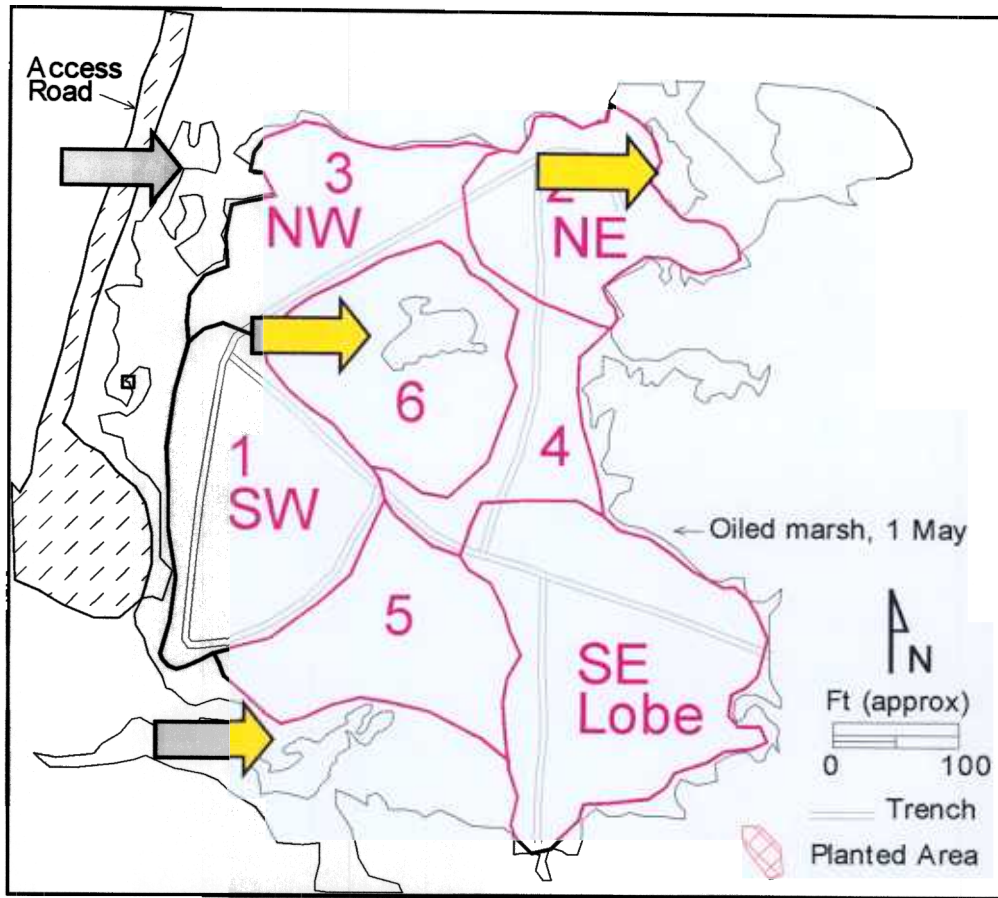 Access
Road
3
NW
2
NE
6
4
1
SW
Oiled marsh, 1 May
5
N
SE
Lobe
Ft (approx)
0 100
Trench
Planted Area